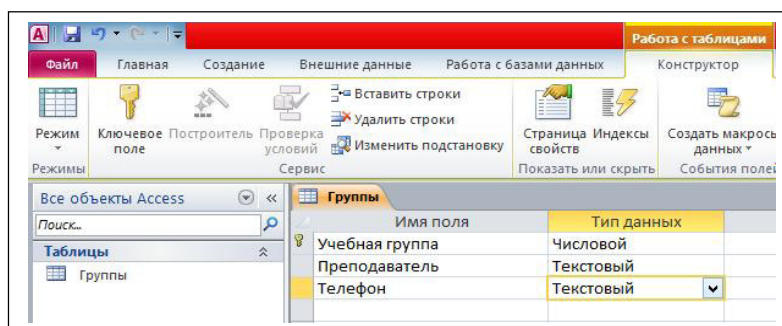 Работа с таблицами
Файл Главная Создание Внешние данные Работа с базами данных Конструктор
Режим
Ключевое поле
Построитель
Проверка условий
Вставить строки
Удалить строки
Изменить подстановку
Страница свойств
Индексы
Создать макросы данных
Режимы Сервис Показать или скрыть События полей
Все объекты Access
Поиск...
Таблицы
Группы
Группы
Имя поля Тип данных
Учебная группа Числовой
Преподаватель Текстовый
Телефон Текстовый